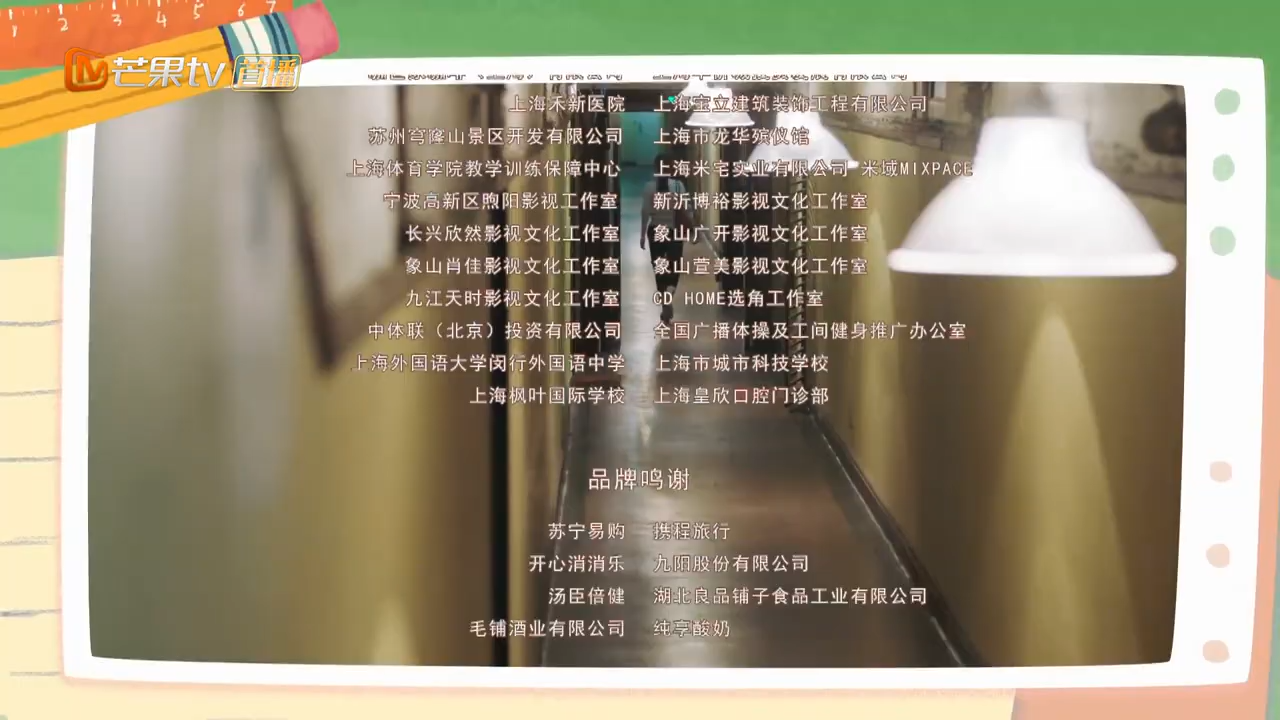 1 2 3 4 5 6 7
芒果tv 直播
上海禾新医院 上海宝立建筑装饰工程有限公司
苏州穹窿山景区开发有限公司 上海市龙华殡仪馆
上海体育学院教学训练保障中心 上海米宅实业有限公司 米域MIXPACE
宁波高新区煦阳影视工作室 新沂博裕影视文化工作室
长兴欣然影视文化工作室 象山广开影视文化工作室
象山肖佳影视文化工作室 象山萱美影视文化工作室
九江天时影视文化工作室 CD HOME选角工作室
中体联（北京）投资有限公司 全国广播体操及工间健身推广办公室
上海外国语大学闵行外国语中学 上海市城市科技学校
上海枫叶国际学校 上海皇欣口腔门诊部
品牌鸣谢
苏宁易购 携程旅行
开心消消乐 九阳股份有限公司
汤臣倍健 湖北良品铺子食品工业有限公司
毛铺酒业有限公司 纯享酸奶